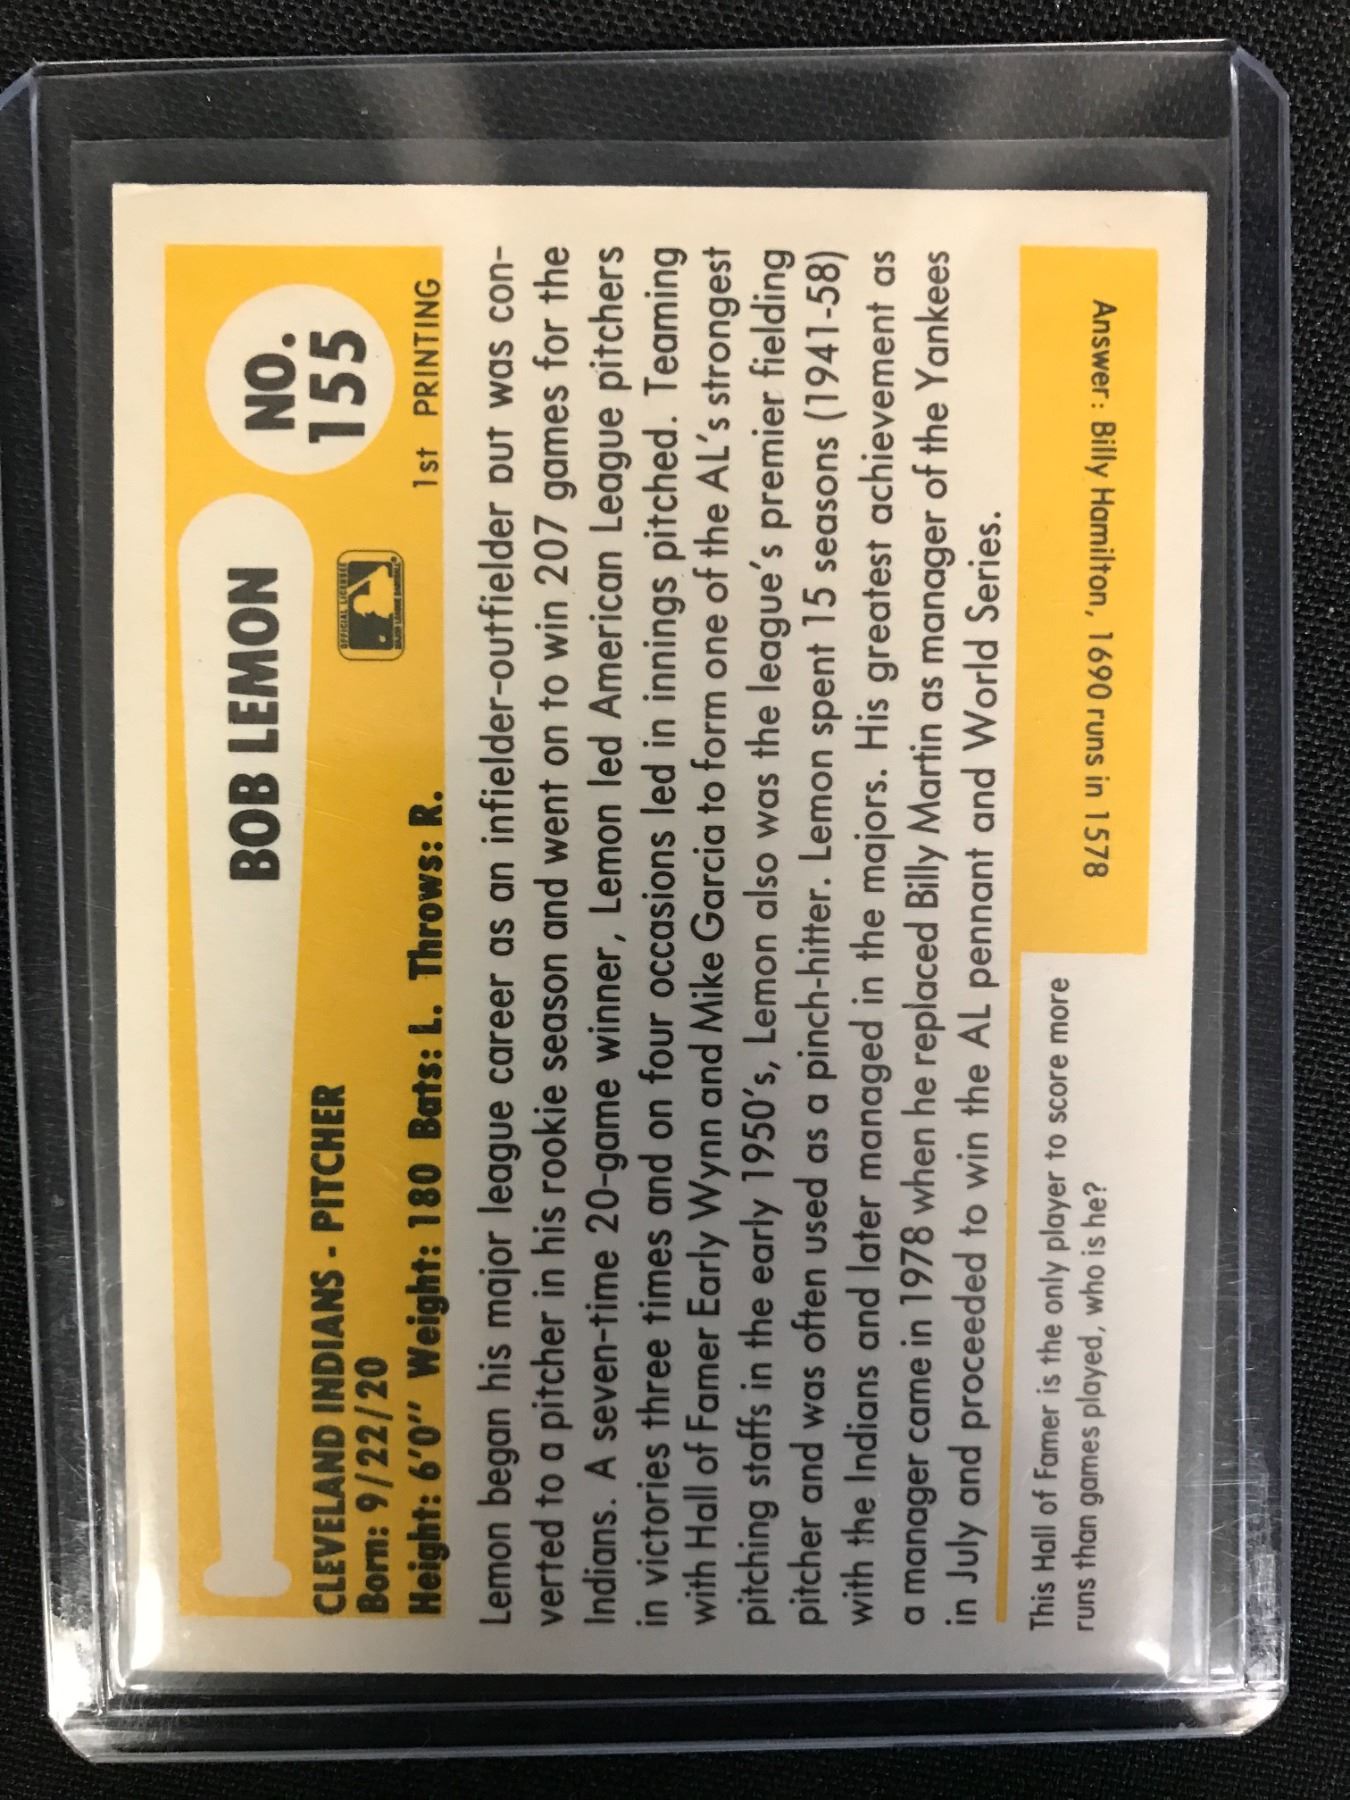 BOB LEMON
NO.
155
CLEVELAND INDIANS - PITCHER
Born: 9/22/20
Height: 6'0" Weight: 180 Bats: L. Throws: R.
1st PRINTING
OFFICIAL LICENSEE
Lemon began his major league career as an infielder-outfielder but was con-
verted to a pitcher in his rookie season and went on to win 207 games for the
Indians. A seven-time 20-game winner, Lemon led American League pitchers
in victories three times and on four occasions led in innings pitched. Teaming
with Hall of Famer Early Wynn and Mike Garcia to form one of the AL's strongest
pitching staffs in the early 1950's, Lemon also was the league's premier fielding
pitcher and was often used as a pinch-hitter. Lemon spent 15 seasons (1941-58)
with the Indians and later managed in the majors. His greatest achievement as
a manager came in 1978 when he replaced Billy Martin as manager of the Yankees
in July and proceeded to win the AL pennant and World Series.
This Hall of Famer is the only player to score more
runs than games played, who is he?
Answer: Billy Hamilton, 1690 runs in 1578